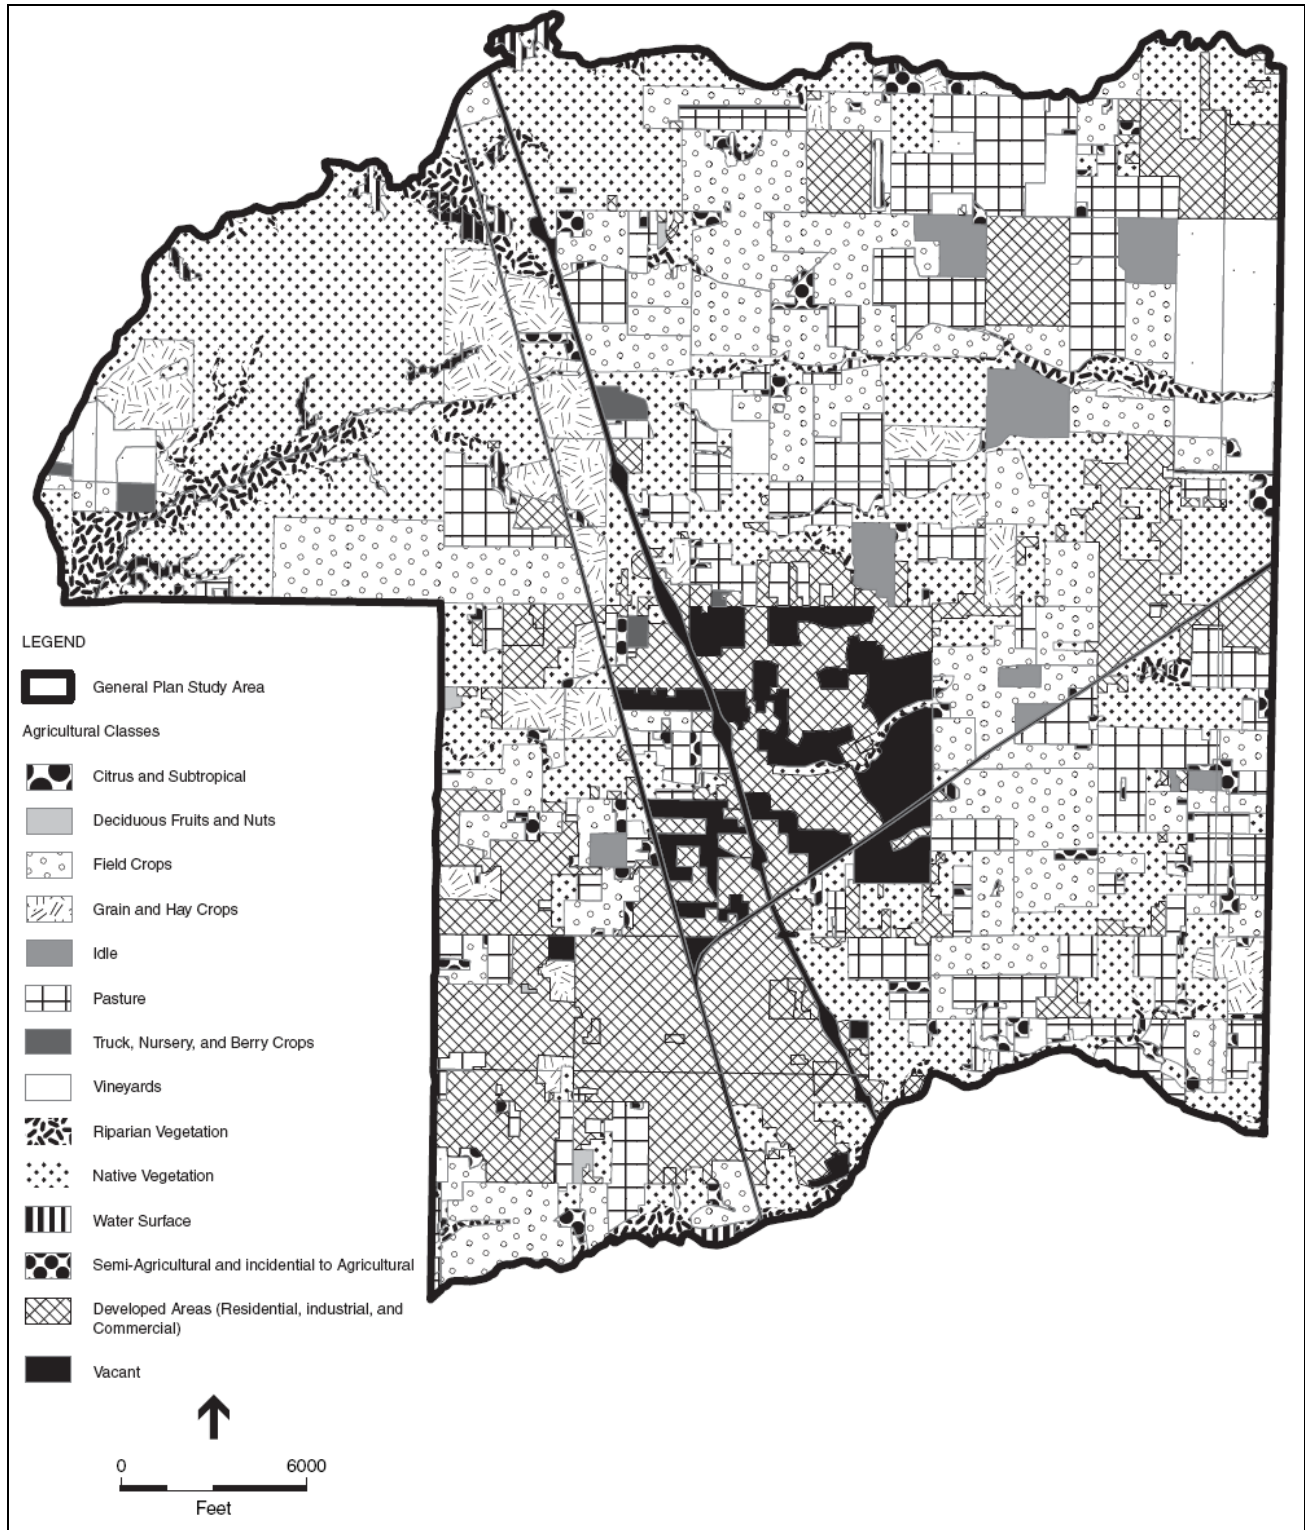 LEGEND
General Plan Study Area
Agricultural Classes
Citrus and Subtropical
Deciduous Fruits and Nuts
Field Crops
Grain and Hay Crops
Idle
Pasture
Truck, Nursery, and Berry Crops
Vineyards
Riparian Vegetation
Native Vegetation
Water Surface
Semi-Agricultural and incidential to Agricultural
Developed Areas (Residential, industrial, and
Commercial)
Vacant
0 6000
Feet